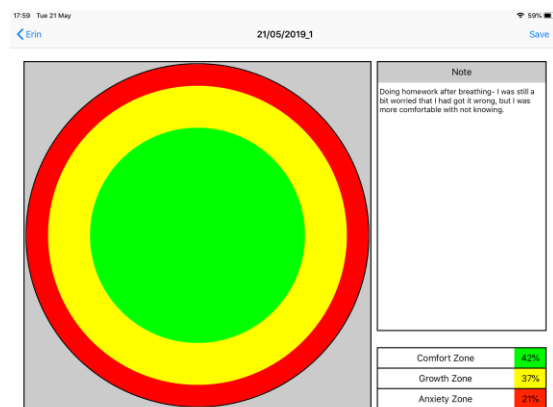 17:59 Tue 21 May
59%
Erin
21/05/2019_1
Save
Note
Doing homework after breathing- I was still a
bit worried that I had got it wrong, but I was
more comfortable with not knowing.
Comfort Zone 42%
Growth Zone 37%
Anxiety Zone 21%